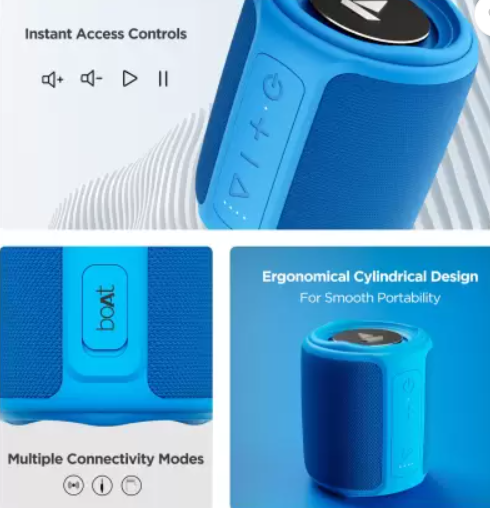 Instant Access Controls
boAt
Ergonomical Cylindrical Design
For Smooth Portability
Multiple Connectivity Modes